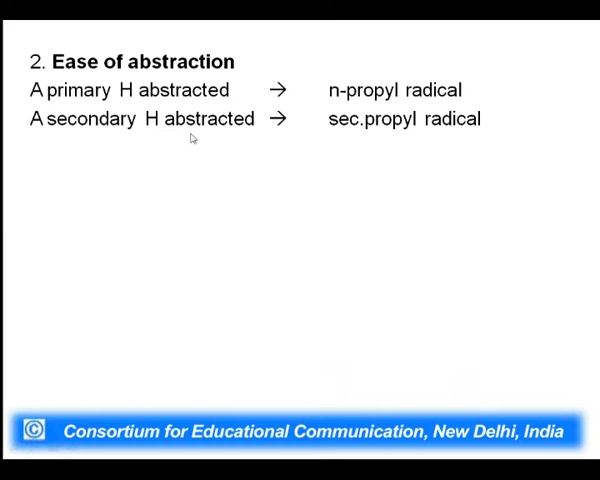 2. Ease of abstraction
A primary H abstracted → n-propyl radical
A secondary H abstracted → sec.propyl radical
© Consortium for Educational Communication, New Delhi, India